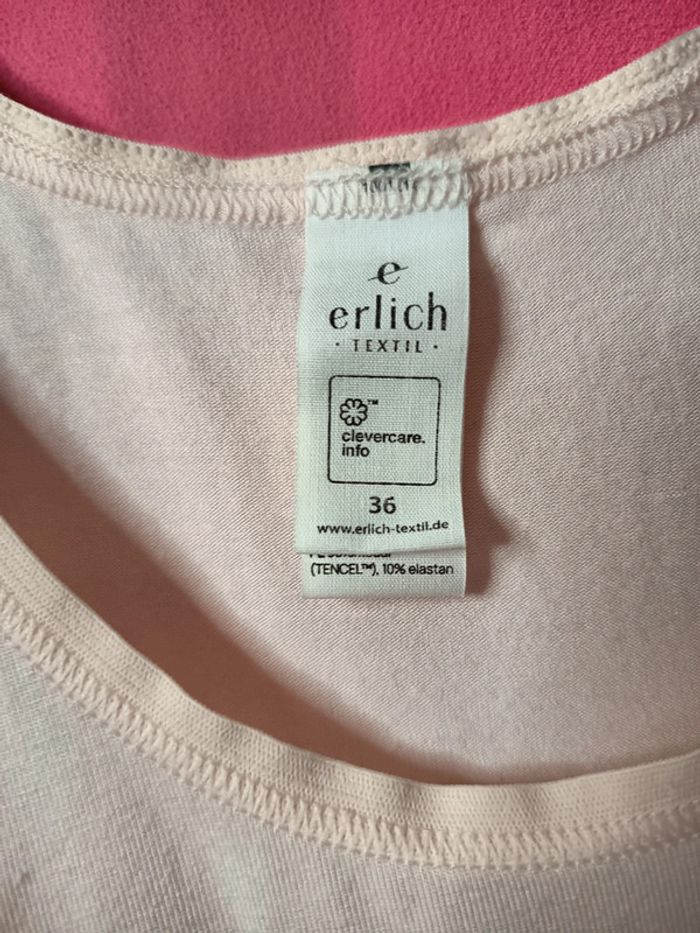 e
erlich
· TEXTIL ·
™
clevercare.
info
36
www.erlich-textil.de
(TENCEL™), 10% elastan